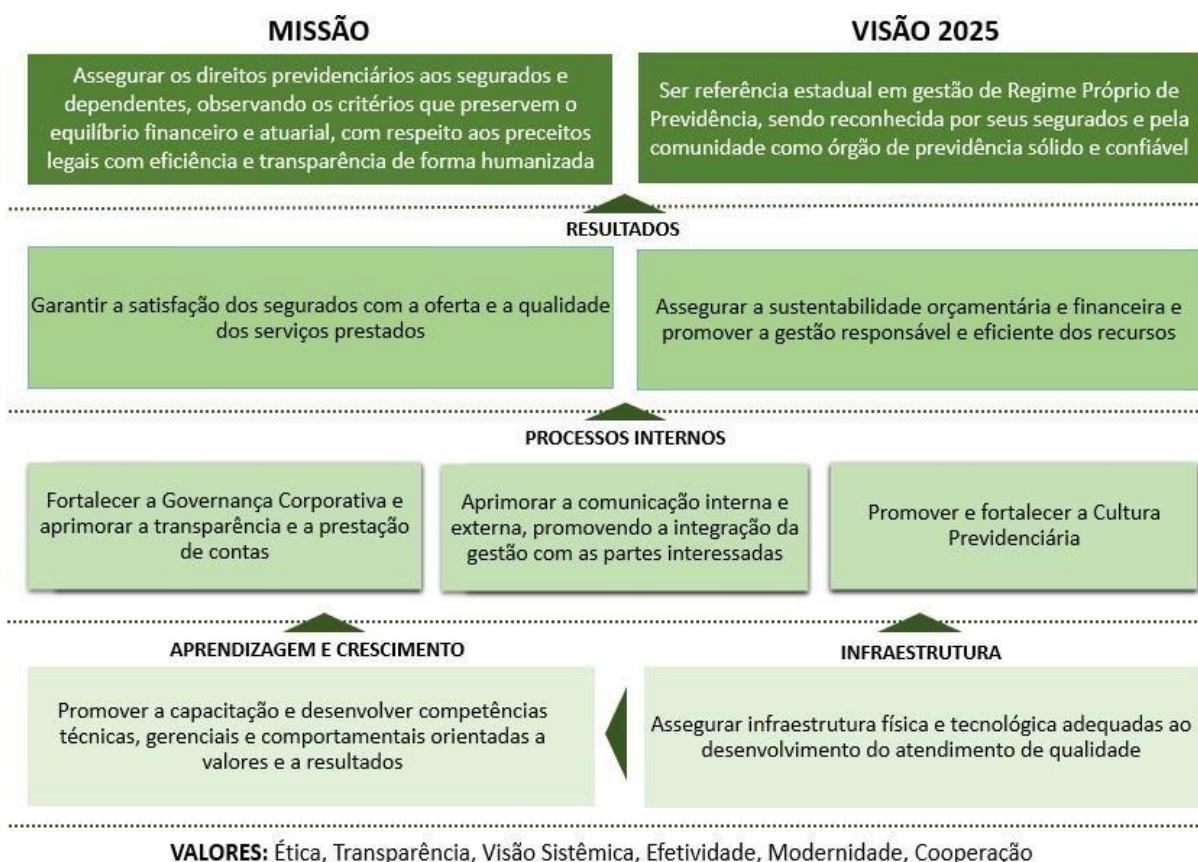 MISSÃO
Assegurar os direitos previdenciários aos segurados e
dependentes, observando os critérios que preservem o
equilíbrio financeiro e atuarial, com respeito aos preceitos
legais com eficiência e transparência de forma humanizada
VISÃO 2025
Ser referência estadual em gestão de Regime Próprio de
Previdência, sendo reconhecida por seus segurados e pela
comunidade como órgão de previdência sólido e confiável
RESULTADOS
Garantir a satisfação dos segurados com a oferta e a qualidade
dos serviços prestados
Assegurar a sustentabilidade orçamentária e financeira e
promover a gestão responsável e eficiente dos recursos
PROCESSOS INTERNOS
Fortalecer a Governança Corporativa e
aprimorar a transparência e a prestação
de contas
Aprimorar a comunicação interna e
externa, promovendo a integração da
gestão com as partes interessadas
Promover e fortalecer a Cultura
Previdenciária
APRENDIZAGEM E CRESCIMENTO
Promover a capacitação e desenvolver competências
técnicas, gerenciais e comportamentais orientadas a
valores e a resultados
INFRAESTRUTURA
Assegurar infraestrutura física e tecnológica adequadas ao
desenvolvimento do atendimento de qualidade
VALORES: Ética, Transparência, Visão Sistêmica, Efetividade, Modernidade, Cooperação